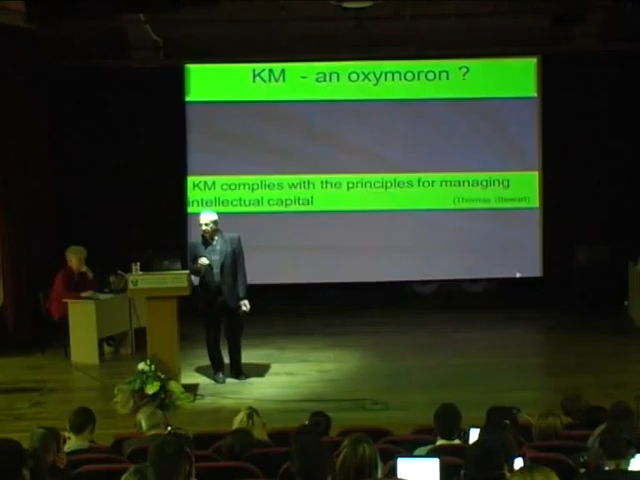 KM - an oxymoron ?
KM complies with the principles for managing
intellectual capital
(Thomas Stewart)